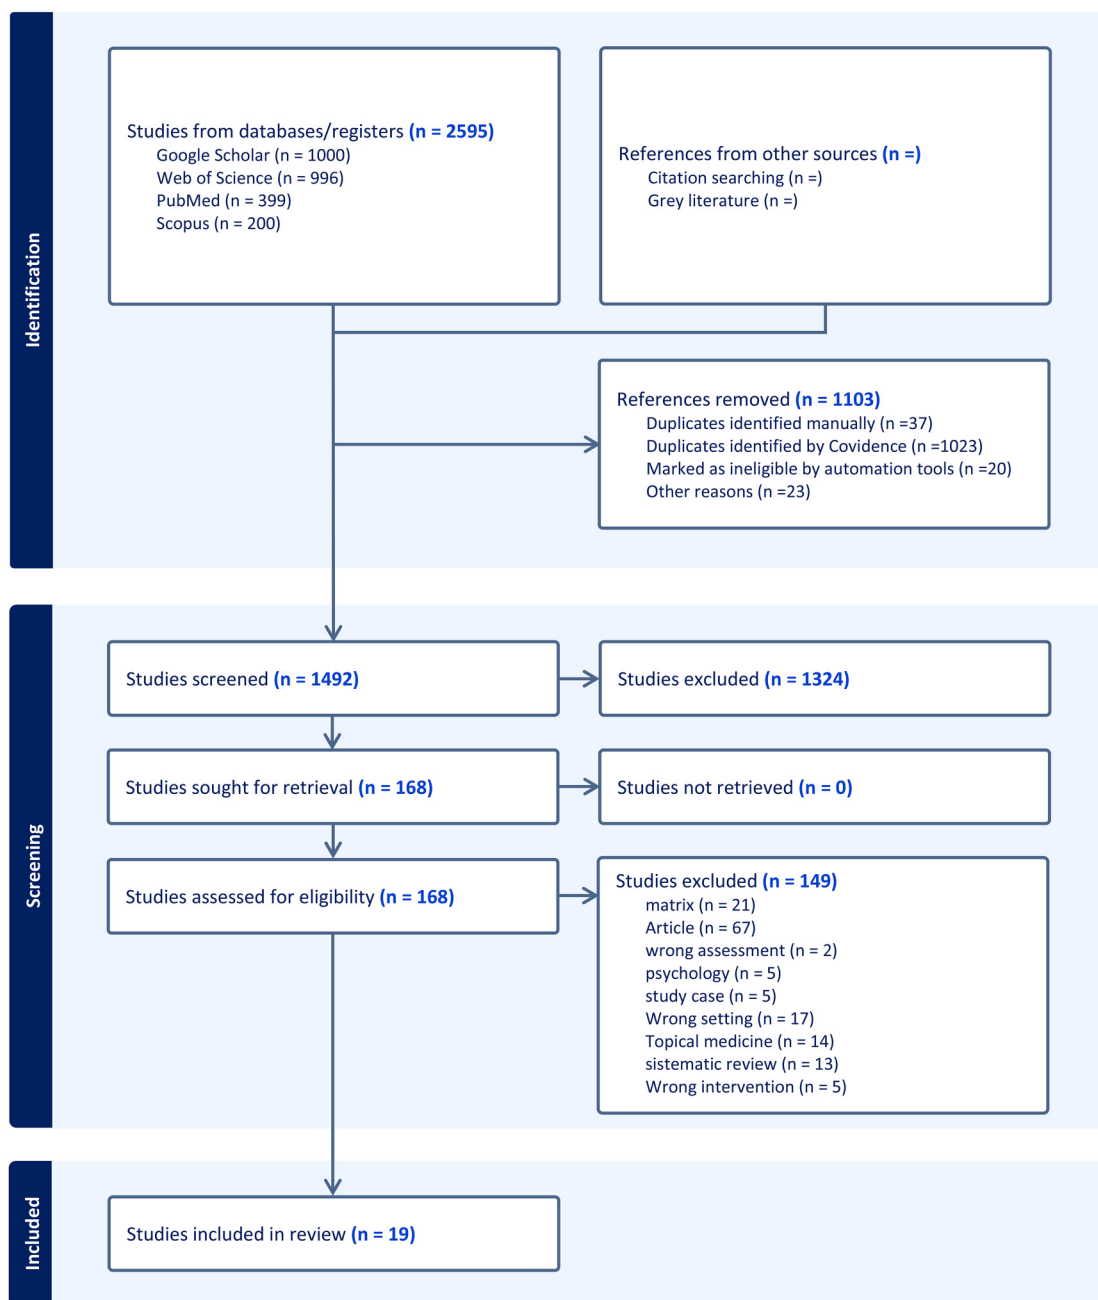 Identification
Studies from databases/registers (n = 2595)
Google Scholar (n = 1000)
Web of Science (n = 996)
PubMed (n = 399)
Scopus (n = 200)
References from other sources (n =)
Citation searching (n =)
Grey literature (n =)
References removed (n = 1103)
Duplicates identified manually (n =37)
Duplicates identified by Covidence (n =1023)
Marked as ineligible by automation tools (n =20)
Other reasons (n =23)
Screening
Studies screened (n = 1492)
Studies excluded (n = 1324)
Studies sought for retrieval (n = 168)
Studies not retrieved (n = 0)
Studies assessed for eligibility (n = 168)
Studies excluded (n = 149)
matrix (n = 21)
Article (n = 67)
wrong assessment (n = 2)
psychology (n = 5)
study case (n = 5)
Wrong setting (n = 17)
Topical medicine (n = 14)
sistematic review (n = 13)
Wrong intervention (n = 5)
Included
Studies included in review (n = 19)